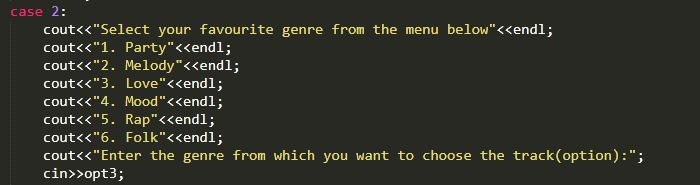 case 2:
cout<<"Select your favourite genre from the menu below"<<endl;
cout<<"1. Party"<<endl;
cout<<"2. Melody"<<endl;
cout<<"3. Love"<<endl;
cout<<"4. Mood"<<endl;
cout<<"5. Rap"<<endl;
cout<<"6. Folk"<<endl;
cout<<"Enter the genre from which you want to choose the track(option):";
cin>>opt3;